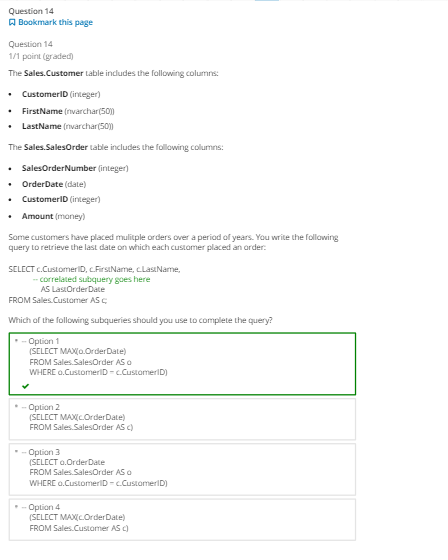 Question 14
Bookmark this page
Question 14
1/1 point (graded)
The Sales.Customer table includes the following columns:
• CustomerID (integer)
• FirstName (nvarchar(50))
• LastName (nvarchar(50))
The Sales.SalesOrder table includes the following columns:
• SalesOrderNumber (integer)
• OrderDate (date)
• CustomerID (integer)
• Amount (money)
Some customers have placed mulitple orders over a period of years. You write the following
query to retrieve the last date on which each customer placed an order:
SELECT c.CustomerID, c.FirstName, c.LastName,
-- correlated subquery goes here
AS LastOrderDate
FROM Sales.Customer AS c;
Which of the following subqueries should you use to complete the query?
-- Option 1
(SELECT MAX(o.OrderDate)
FROM Sales.SalesOrder AS o
WHERE o.CustomerID = c.CustomerID)
-- Option 2
(SELECT MAX(c.OrderDate)
FROM Sales.SalesOrder AS c)
-- Option 3
(SELECT o.OrderDate
FROM Sales.SalesOrder AS o
WHERE o.CustomerID = c.CustomerID)
-- Option 4
(SELECT MAX(c.OrderDate)
FROM Sales.Customer AS c)